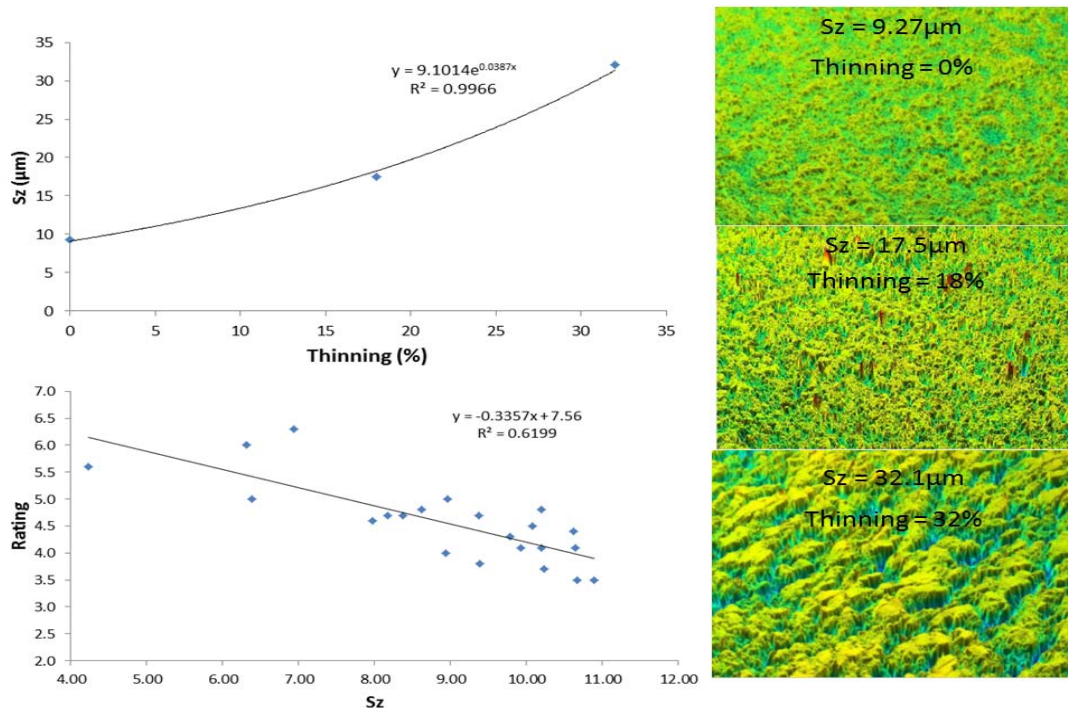 35
30
25
20
15
10
5
0
Sz (µm)
y = 9.1014e^0.0387x
R² = 0.9966
0 5 10 15 20 25 30 35
Thinning (%)
7.0
6.5
6.0
5.5
5.0
4.5
4.0
3.5
3.0
2.5
2.0
Rating
y = -0.3357x + 7.56
R² = 0.6199
4.00 5.00 6.00 7.00 8.00 9.00 10.00 11.00 12.00
Sz
Sz = 9.27µm
Thinning = 0%
Sz = 17.5µm
Thinning = 18%
Sz = 32.1µm
Thinning = 32%